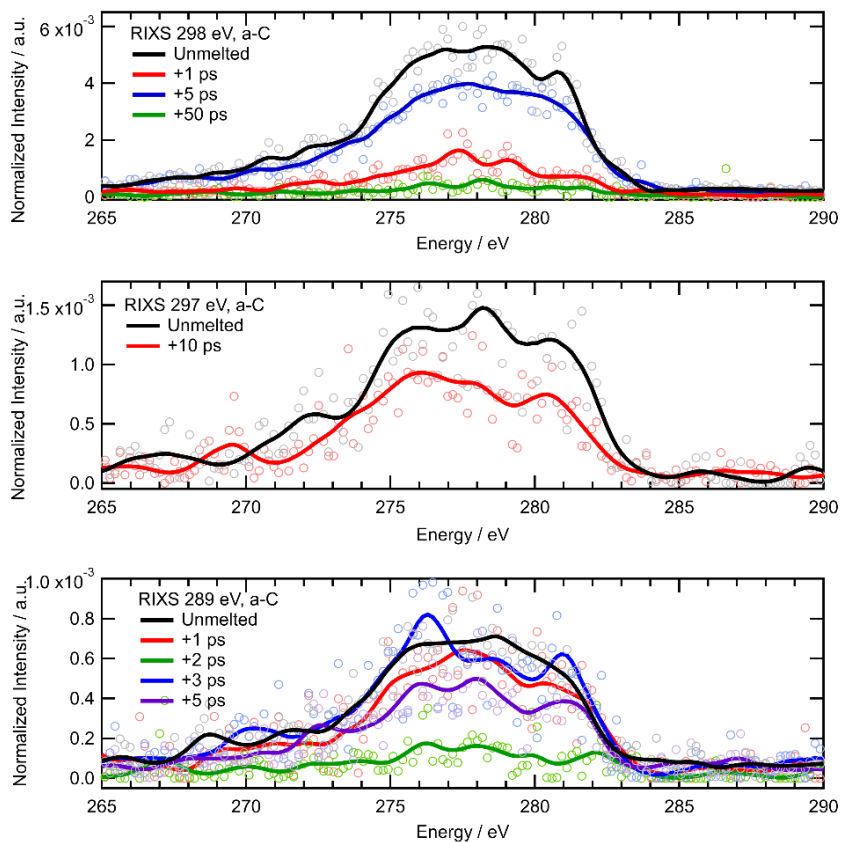 6 x10⁻³
RIXS 298 eV, a-C
Unmelted
+1 ps
+5 ps
+50 ps
4
2
0
Normalized Intensity / a.u.
265 270 275 280 285 290
Energy / eV
1.5 x10⁻³
RIXS 297 eV, a-C
Unmelted
+10 ps
1.0
0.5
0.0
Normalized Intensity / a.u.
265 270 275 280 285 290
Energy / eV
1.0 x10⁻³
RIXS 289 eV, a-C
Unmelted
+1 ps
+2 ps
+3 ps
+5 ps
0.8
0.6
0.4
0.2
0.0
Normalized Intensity / a.u.
265 270 275 280 285 290
Energy / eV